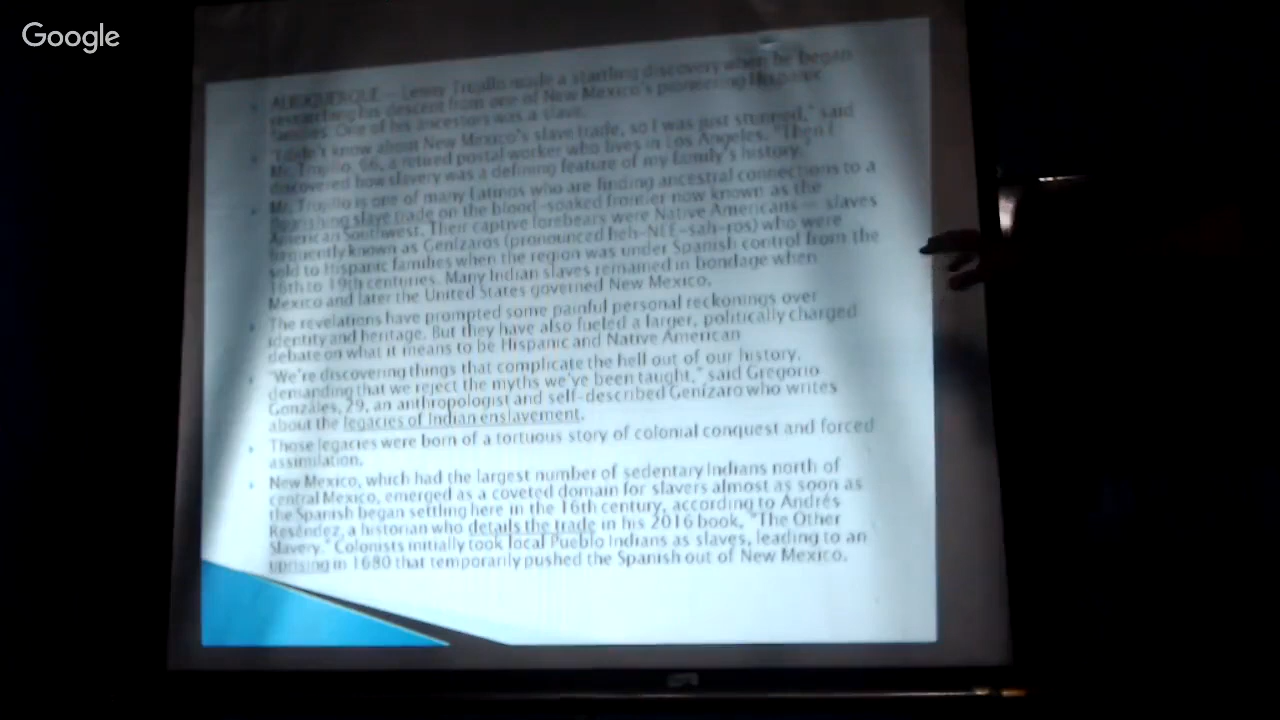 Google
ALBUQUERQUE — Lenny Trujillo made a startling discovery when he began
researching his descent from one of New Mexico's pioneering Hispanic
families: One of his ancestors was a slave.
"I didn't know about New Mexico's slave trade, so I was just stunned," said
Mr. Trujillo, 66, a retired postal worker who lives in Los Angeles. "Then I
discovered how slavery was a defining feature of my family's history."
Mr. Trujillo is one of many Latinos who are finding ancestral connections to a
flourishing slave trade on the blood-soaked frontier now known as the
American Southwest. Their captive forebears were Native Americans — slaves
frequently known as Genízaros (pronounced heh-NEE-sah-ros) who were
sold to Hispanic families when the region was under Spanish control from the
16th to 19th centuries. Many Indian slaves remained in bondage when
Mexico and later the United States governed New Mexico.
The revelations have prompted some painful personal reckonings over
identity and heritage. But they have also fueled a larger, politically charged
debate on what it means to be Hispanic and Native American
"We're discovering things that complicate the hell out of our history,
demanding that we reject the myths we've been taught," said Gregorio
Gonzáles, 29, an anthropologist and self-described Genízaro who writes
about the legacies of Indian enslavement.
Those legacies were born of a tortuous story of colonial conquest and forced
assimilation.
New Mexico, which had the largest number of sedentary Indians north of
central Mexico, emerged as a coveted domain for slavers almost as soon as
the Spanish began settling here in the 16th century, according to Andrés
Reséndez, a historian who details the trade in his 2016 book, "The Other
Slavery." Colonists initially took local Pueblo Indians as slaves, leading to an
uprising in 1680 that temporarily pushed the Spanish out of New Mexico.